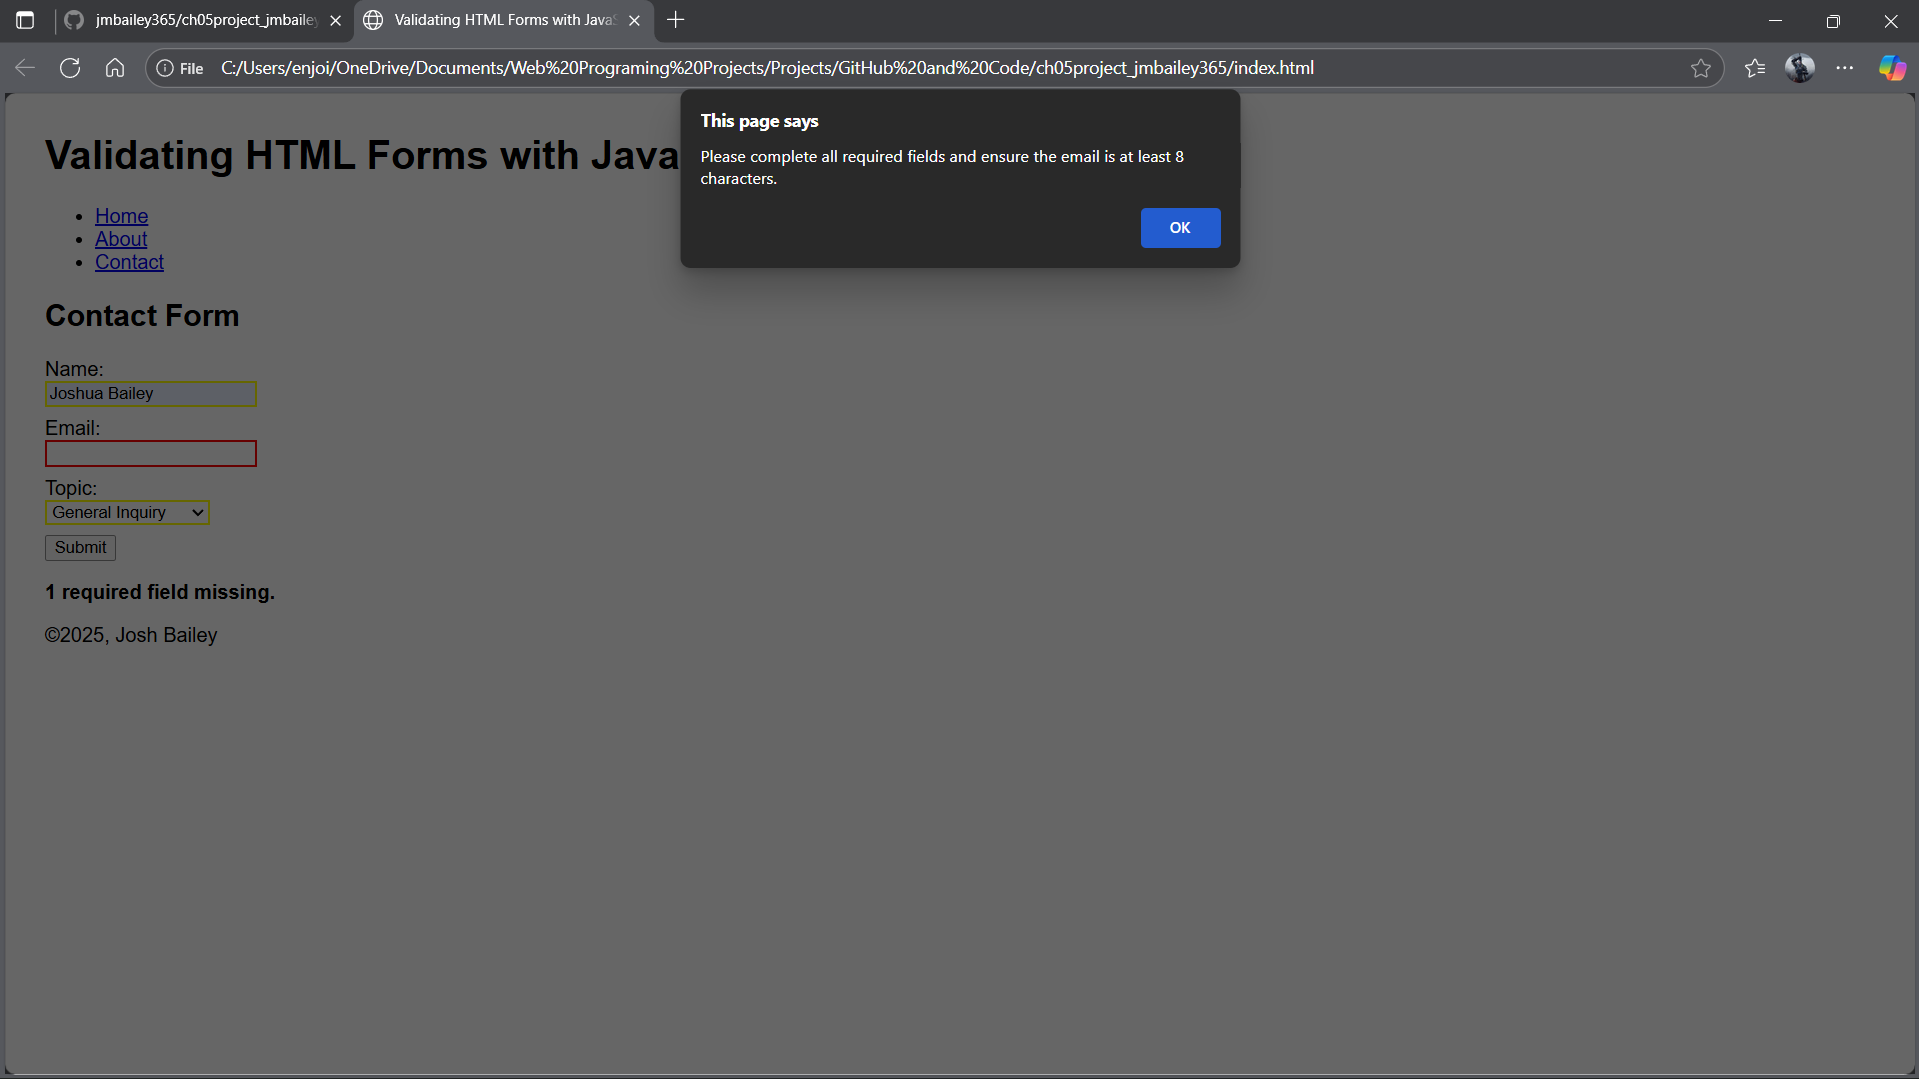 jmbailey365/ch05project_jmbailey
Validating HTML Forms with Java
File
C:/Users/enjoi/OneDrive/Documents/Web%20Programing%20Projects/Projects/GitHub%20and%20Code/ch05project_jmbailey365/index.html
This page says
Please complete all required fields and ensure the email is at least 8
characters.
OK
Validating HTML Forms with Java
Home
About
Contact
Contact Form
Name:
Joshua Bailey
Email:
Topic:
General Inquiry
Submit
1 required field missing.
©2025, Josh Bailey